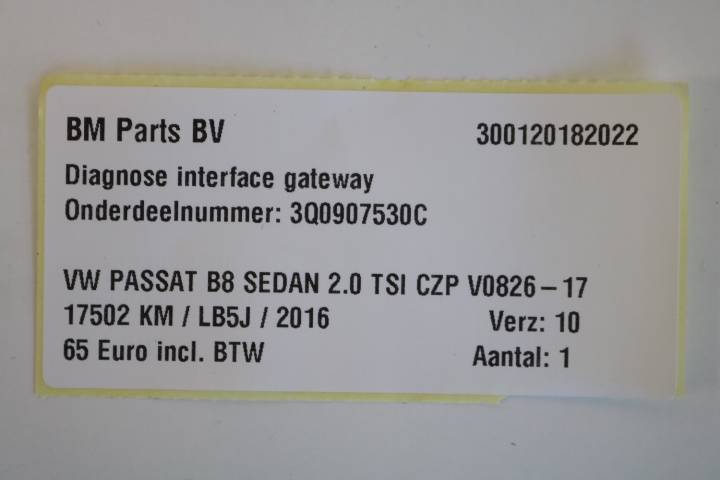 BM Parts BV 300120182022
Diagnose interface gateway
Onderdeelnummer: 3Q0907530C
VW PASSAT B8 SEDAN 2.0 TSI CZP V0826-17
17502 KM / LB5J / 2016 Verz: 10
65 Euro incl. BTW Aantal: 1